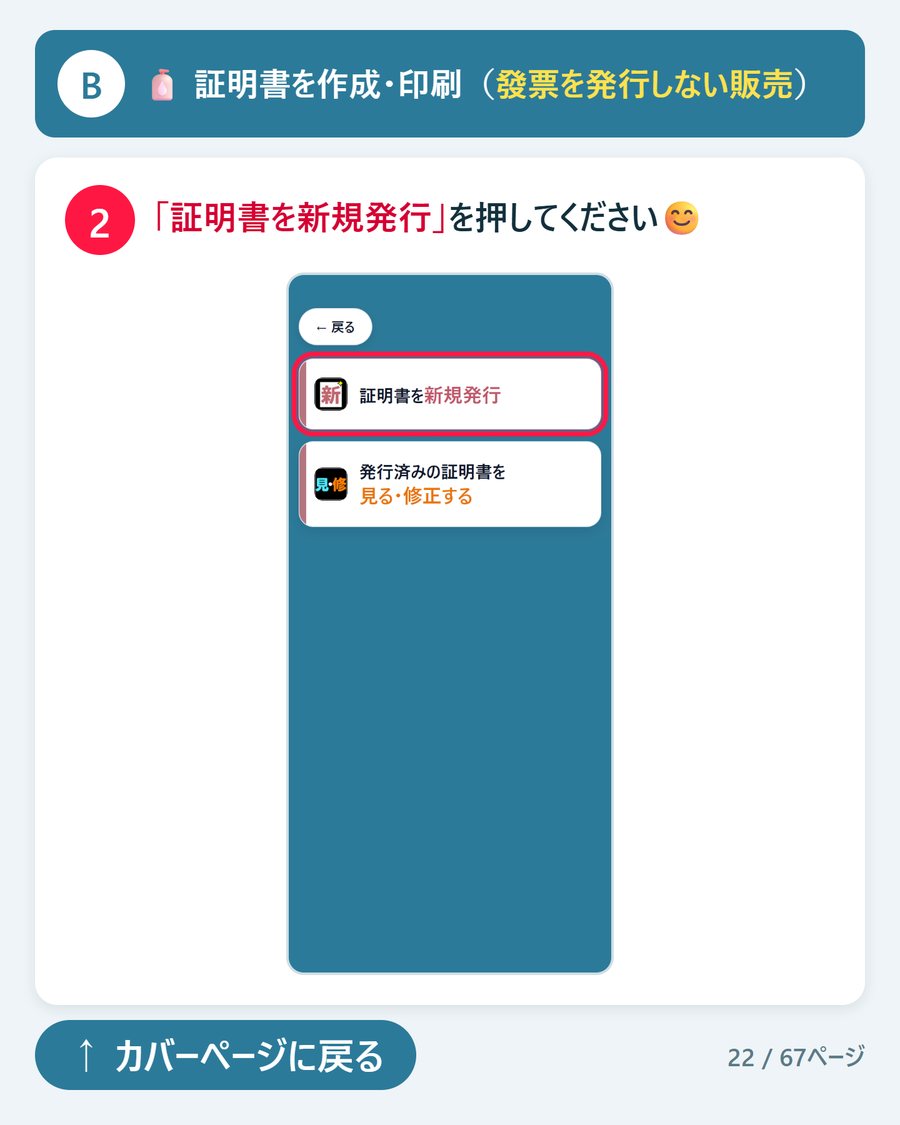 B 証明書を作成・印刷（發票を発行しない販売）
2 「証明書を新規発行」を押してください
← 戻る
新 証明書を新規発行
見・修 発行済みの証明書を
見る・修正する
↑ カバーページに戻る
22 / 67ページ